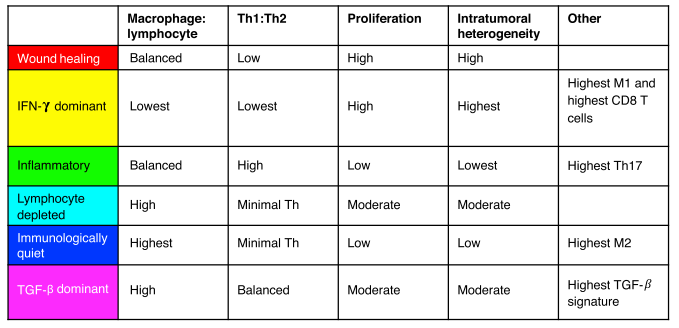 Macrophage: lymphocyte Th1:Th2 Proliferation Intratumoral heterogeneity Other
Wound healing Balanced Low High High
IFN-γ dominant Lowest Lowest High Highest Highest M1 and highest CD8 T cells
Inflammatory Balanced High Low Lowest Highest Th17
Lymphocyte depleted High Minimal Th Moderate Moderate
Immunologically quiet Highest Minimal Th Low Low Highest M2
TGF-β dominant High Balanced Moderate Moderate Highest TGF-β signature